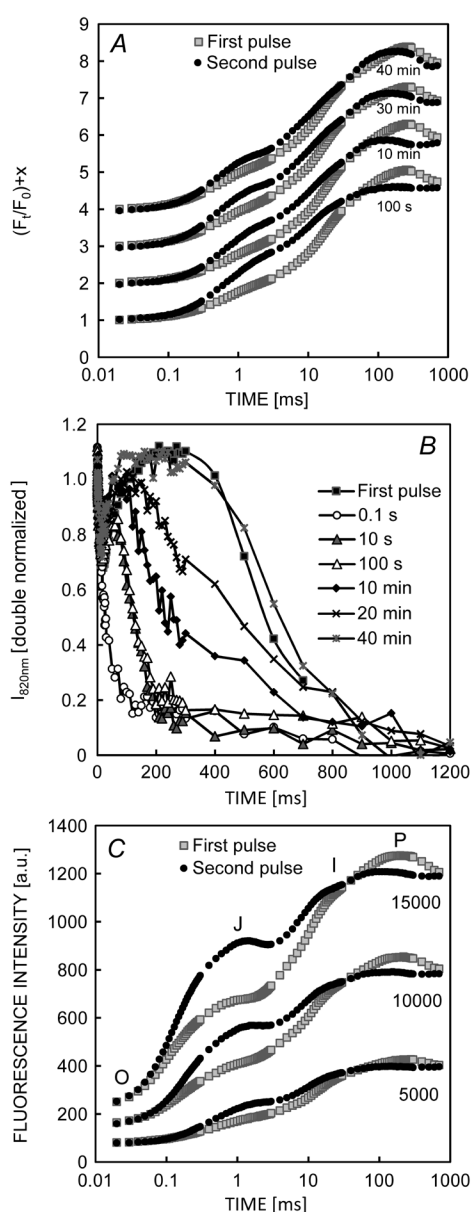 A
First pulse
Second pulse
9
8
7
6
5
4
3
2
1
0
(Ft/F0)+x
40 min
30 min
10 min
100 s
0.01 0.1 1 10 100 1000
TIME [ms]
B
1.2
1.0
0.8
0.6
0.4
0.2
0.0
I820nm [double normalized]
First pulse
0.1 s
10 s
100 s
10 min
20 min
40 min
0 200 400 600 800 1000 1200
TIME [ms]
C
First pulse
Second pulse
1400
1200
1000
800
600
400
200
0
FLUORESCENCE INTENSITY [a.u.]
O
J
I
P
15000
10000
5000
0.01 0.1 1 10 100 1000
TIME [ms]